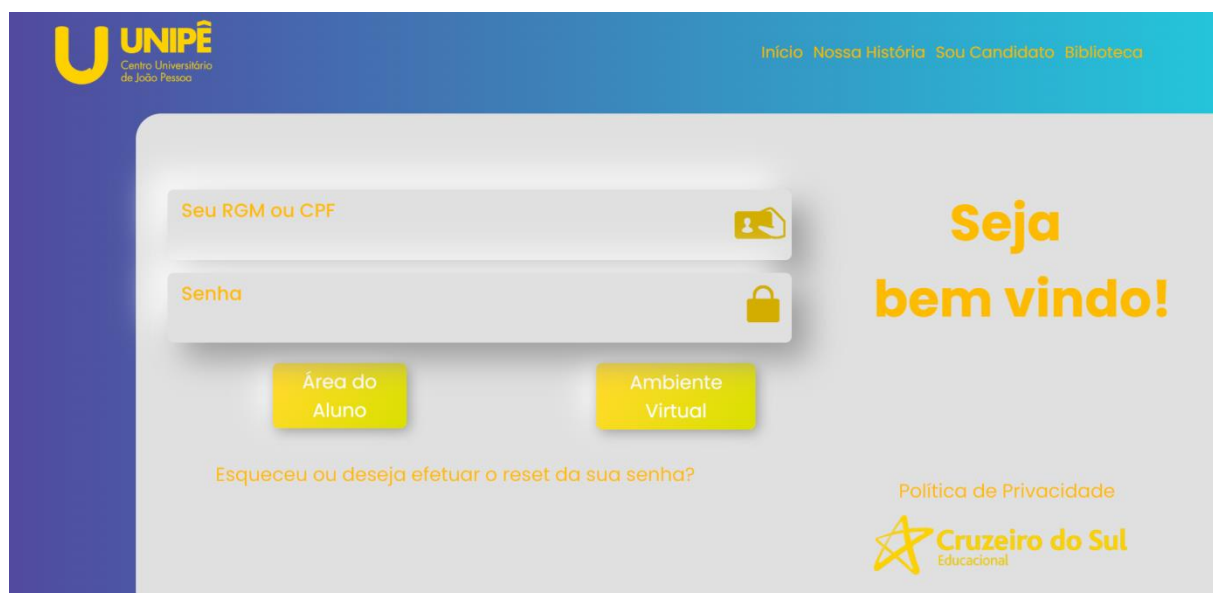 UNIPÊ
Centro Universitário
de João Pessoa
Início Nossa História Sou Candidato Biblioteca
Seu RGM ou CPF
Senha
Área do
Aluno
Ambiente
Virtual
Esqueceu ou deseja efetuar o reset da sua senha?
Seja
bem vindo!
Política de Privacidade
Cruzeiro do Sul
Educacional